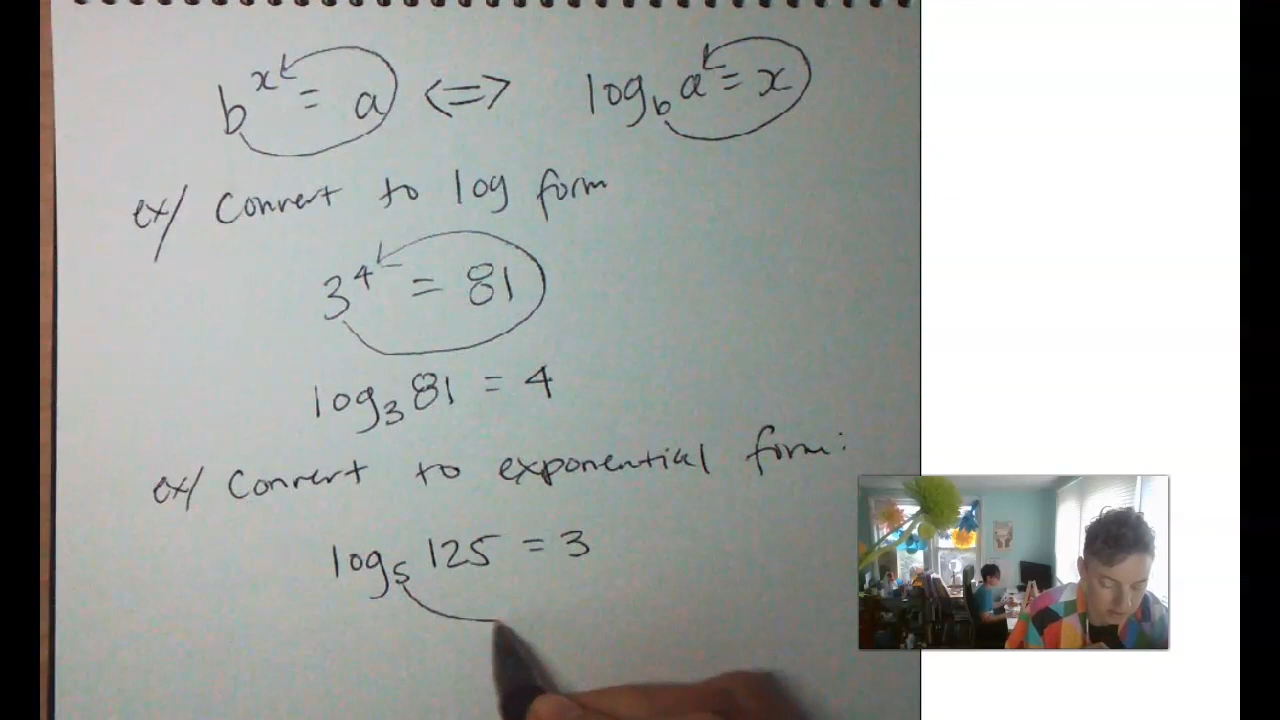 b^x = a <=> log_b a = x
ex/ Convert to log form
3^4 = 81
log_3 81 = 4
ex/ Convert to exponential form:
log_5 125 = 3